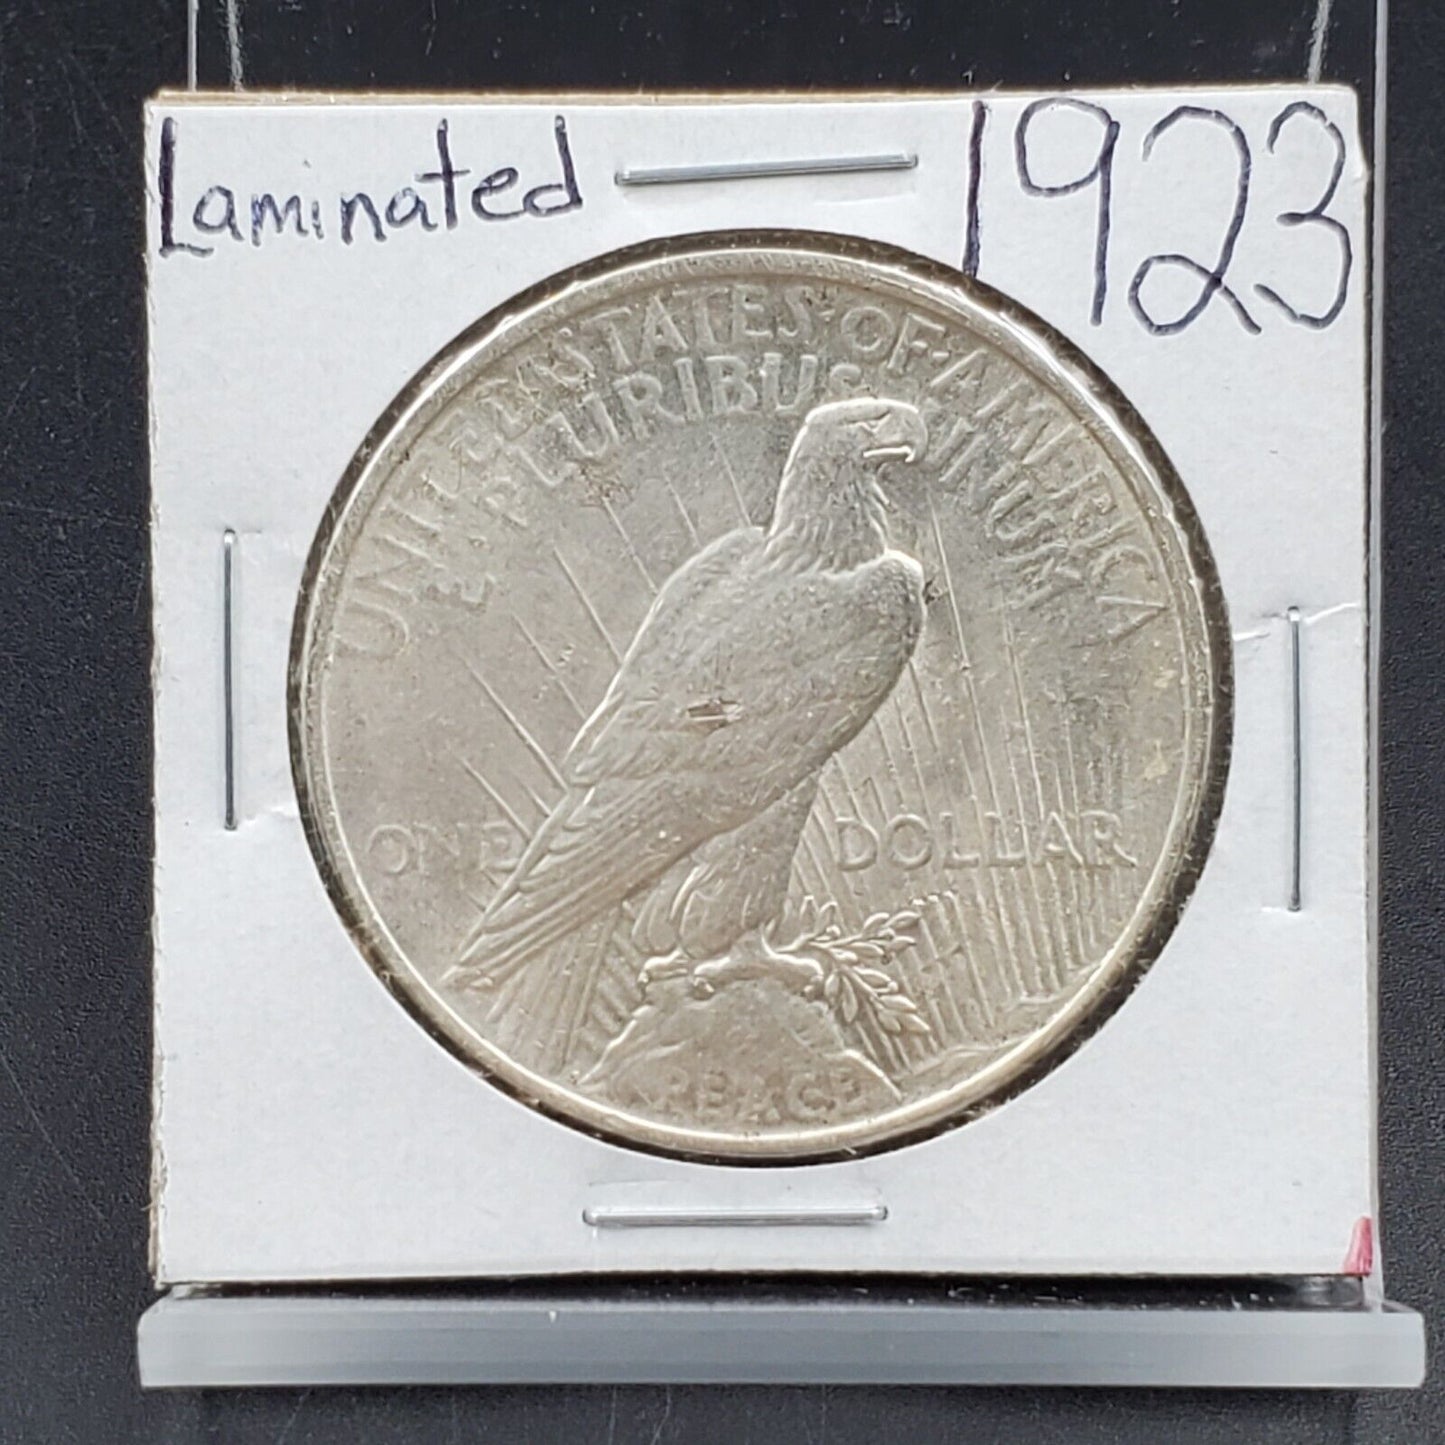 Laminated 1923
UNITED STATES OF AMERICA
E PLURIBUS UNUM
ONE DOLLAR
PEACE